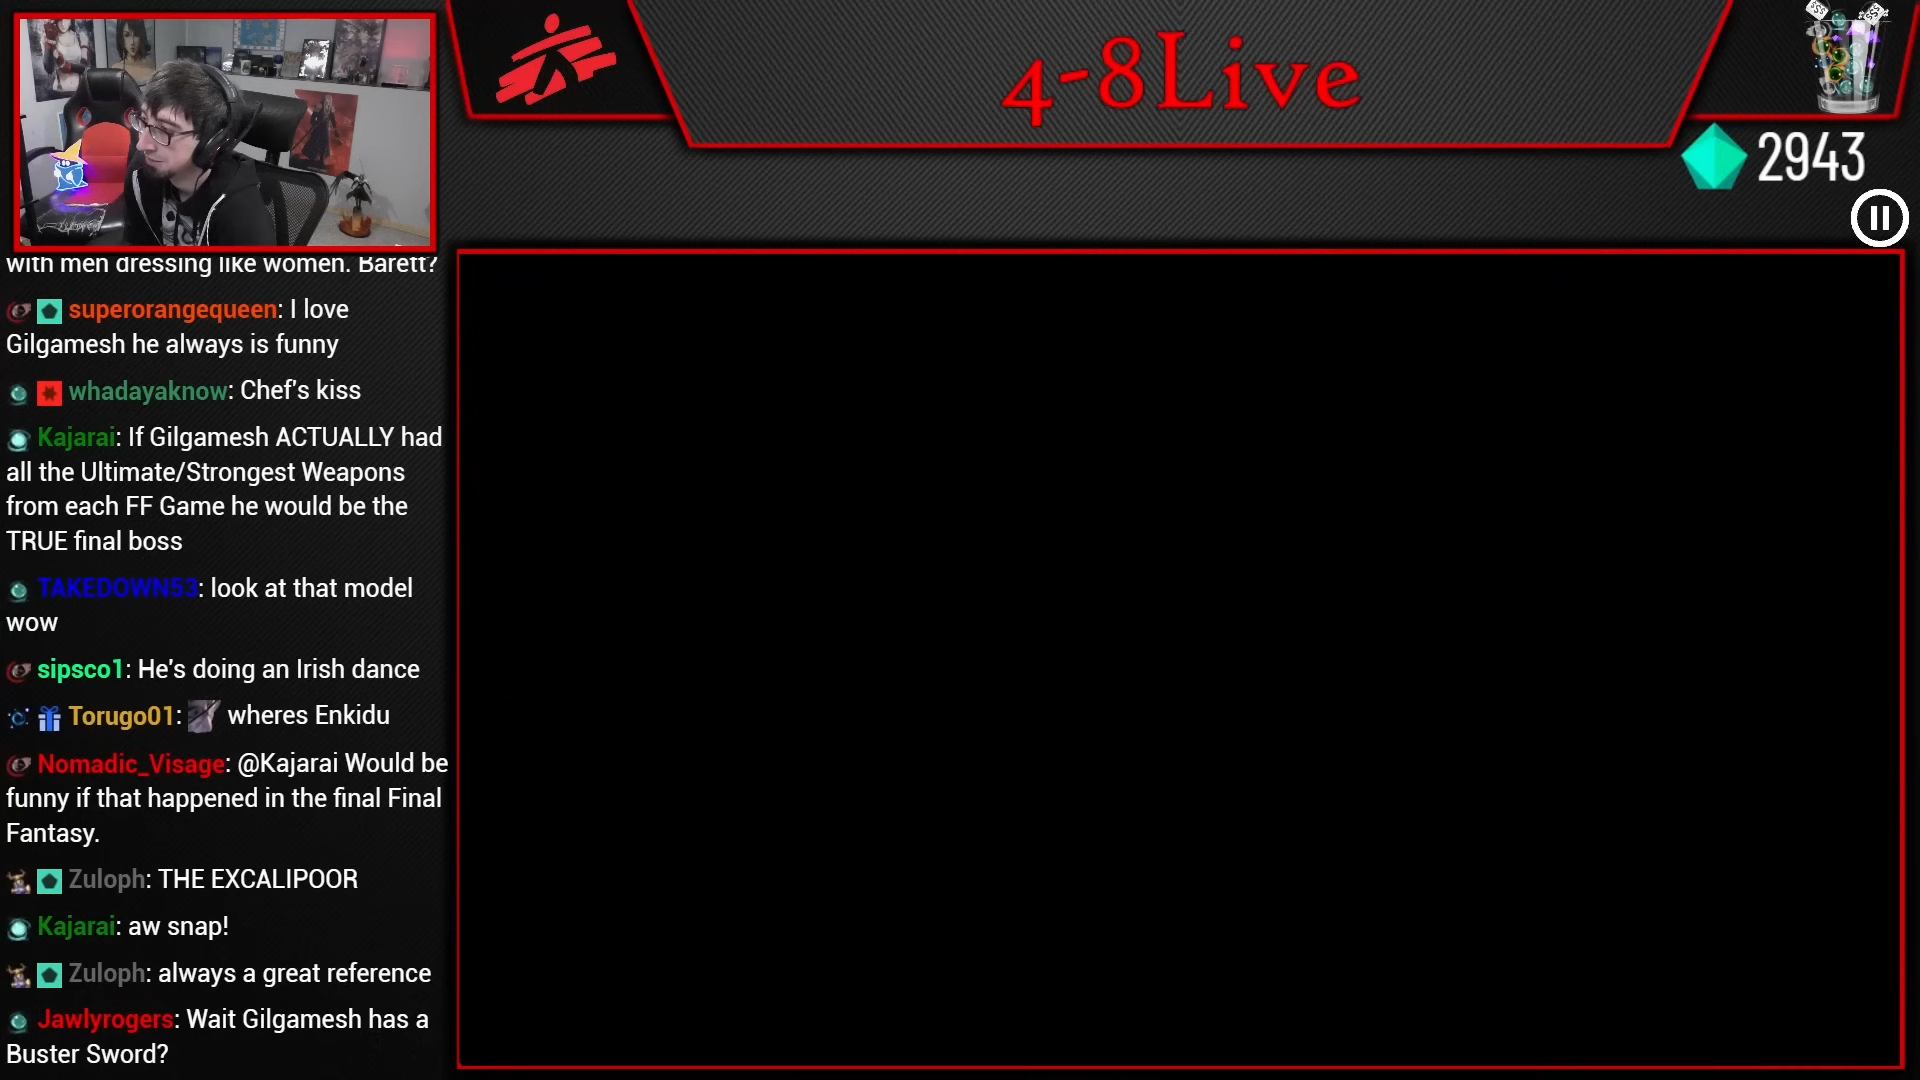 4-8Live
2943
with men dressing like women. Barett?
superorangequeen: I love
Gilgamesh he always is funny
whadayaknow: Chef's kiss
Kajarai: If Gilgamesh ACTUALLY had
all the Ultimate/Strongest Weapons
from each FF Game he would be the
TRUE final boss
TAKEDOWN53: look at that model
wow
sipsco1: He's doing an Irish dance
Torugo01: wheres Enkidu
Nomadic_Visage: @Kajarai Would be
funny if that happened in the final Final
Fantasy.
Zuloph: THE EXCALIPOOR
Kajarai: aw snap!
Zuloph: always a great reference
Jawlyrogers: Wait Gilgamesh has a
Buster Sword?